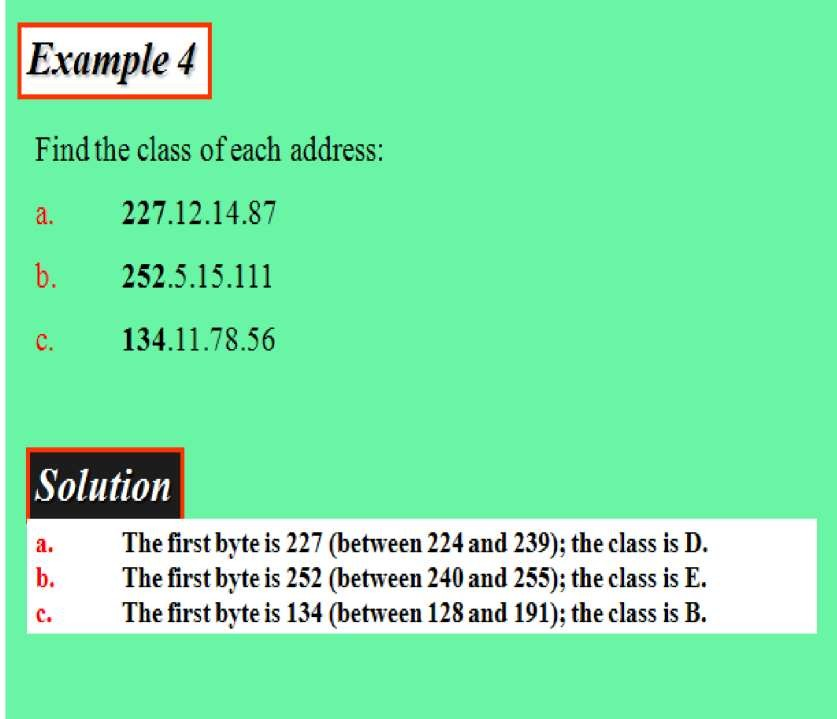 Example 4
Find the class of each address:
a. 227.12.14.87
b. 252.5.15.111
c. 134.11.78.56
Solution
a. The first byte is 227 (between 224 and 239); the class is D.
b. The first byte is 252 (between 240 and 255); the class is E.
c. The first byte is 134 (between 128 and 191); the class is B.